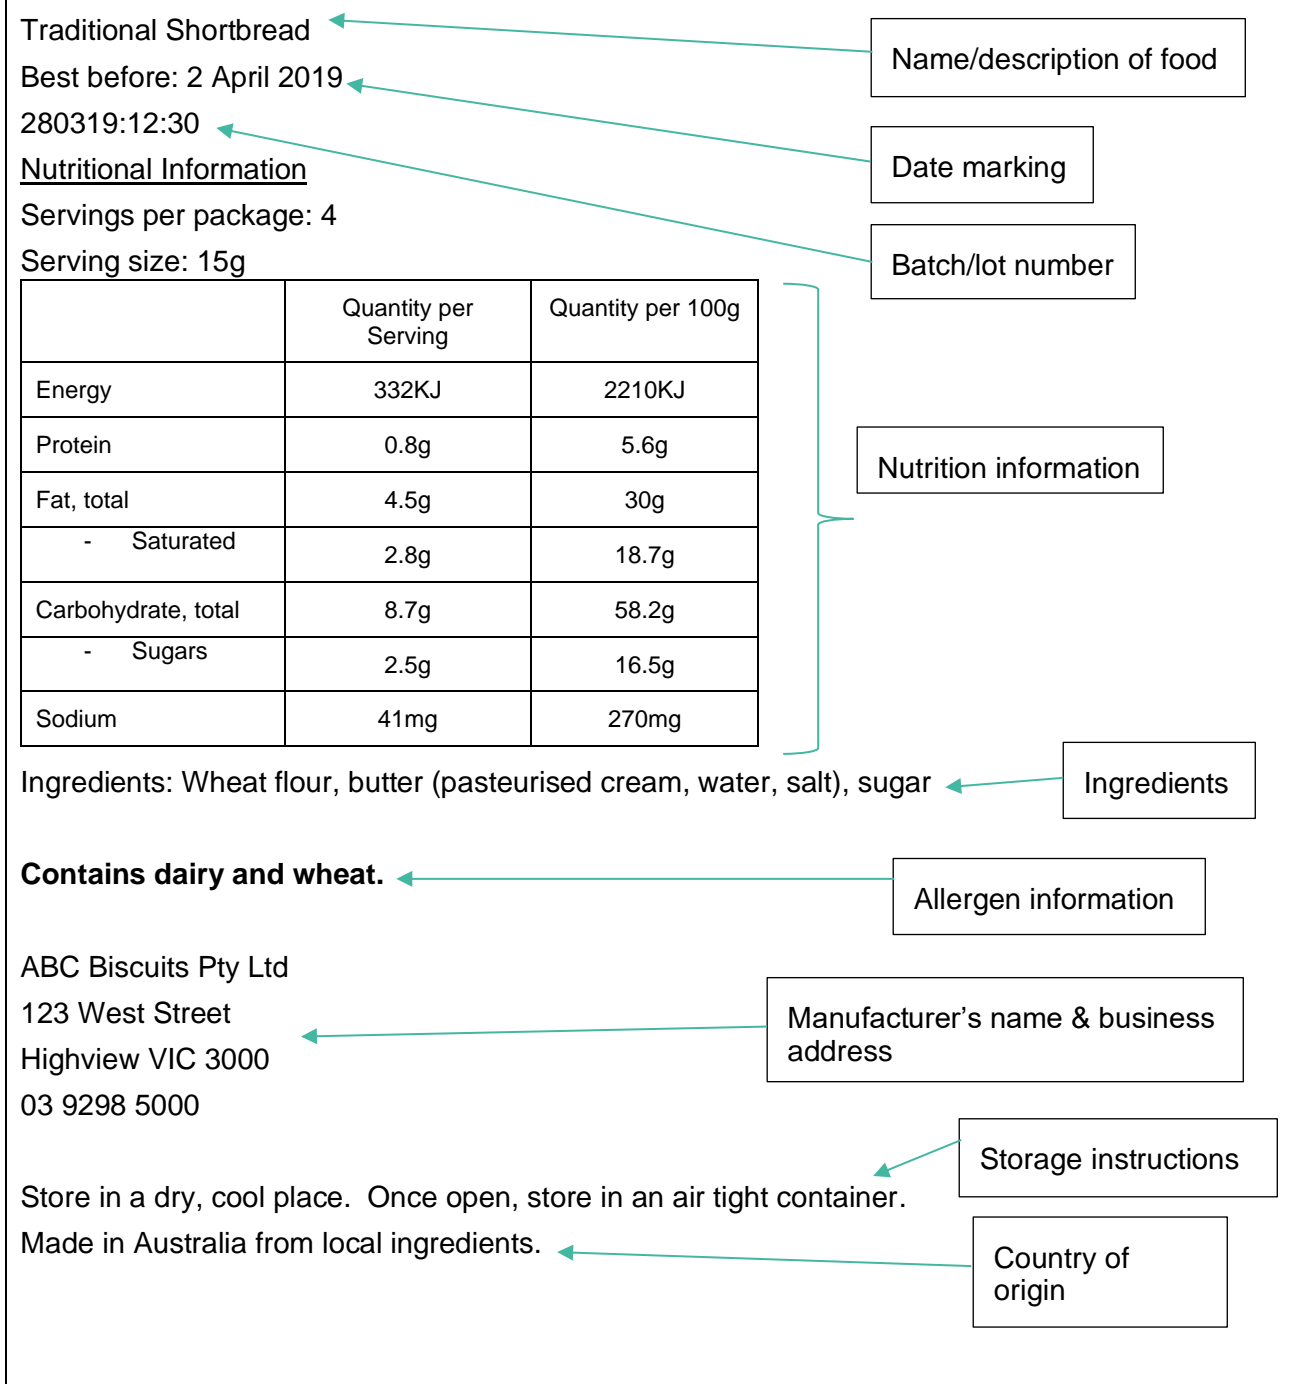 Traditional Shortbread
Name/description of food
Best before: 2 April 2019
280319:12:30
Date marking
Nutritional Information
Servings per package: 4
Batch/lot number
Serving size: 15g
Quantity per
Serving
Quantity per 100g
Energy 332KJ 2210KJ
Protein 0.8g 5.6g
Nutrition information
Fat, total 4.5g 30g
- Saturated 2.8g 18.7g
Carbohydrate, total 8.7g 58.2g
- Sugars 2.5g 16.5g
Sodium 41mg 270mg
Ingredients: Wheat flour, butter (pasteurised cream, water, salt), sugar
Ingredients
Contains dairy and wheat.
Allergen information
ABC Biscuits Pty Ltd
123 West Street
Highview VIC 3000
03 9298 5000
Manufacturer’s name & business
address
Storage instructions
Store in a dry, cool place.  Once open, store in an air tight container.
Made in Australia from local ingredients.
Country of
origin